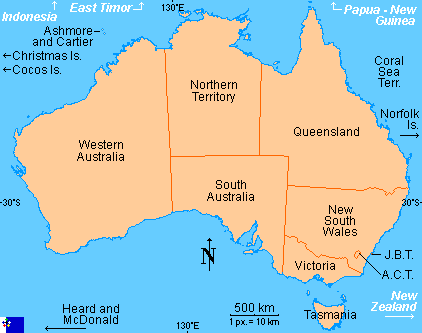 Indonesia
East Timor
130°E
Papua - New
Guinea
Ashmore
and Cartier
Christmas Is.
Cocos Is.
Coral
Sea
Terr.
Norfolk
Is.
Northern
Territory
Queensland
Western
Australia
South
Australia
30°S
30°S
New
South
Wales
J.B.T.
A.C.T.
Victoria
N
Tasmania
New
Zealand
Heard and
McDonald
130°E
500 km
1 px. = 10 km